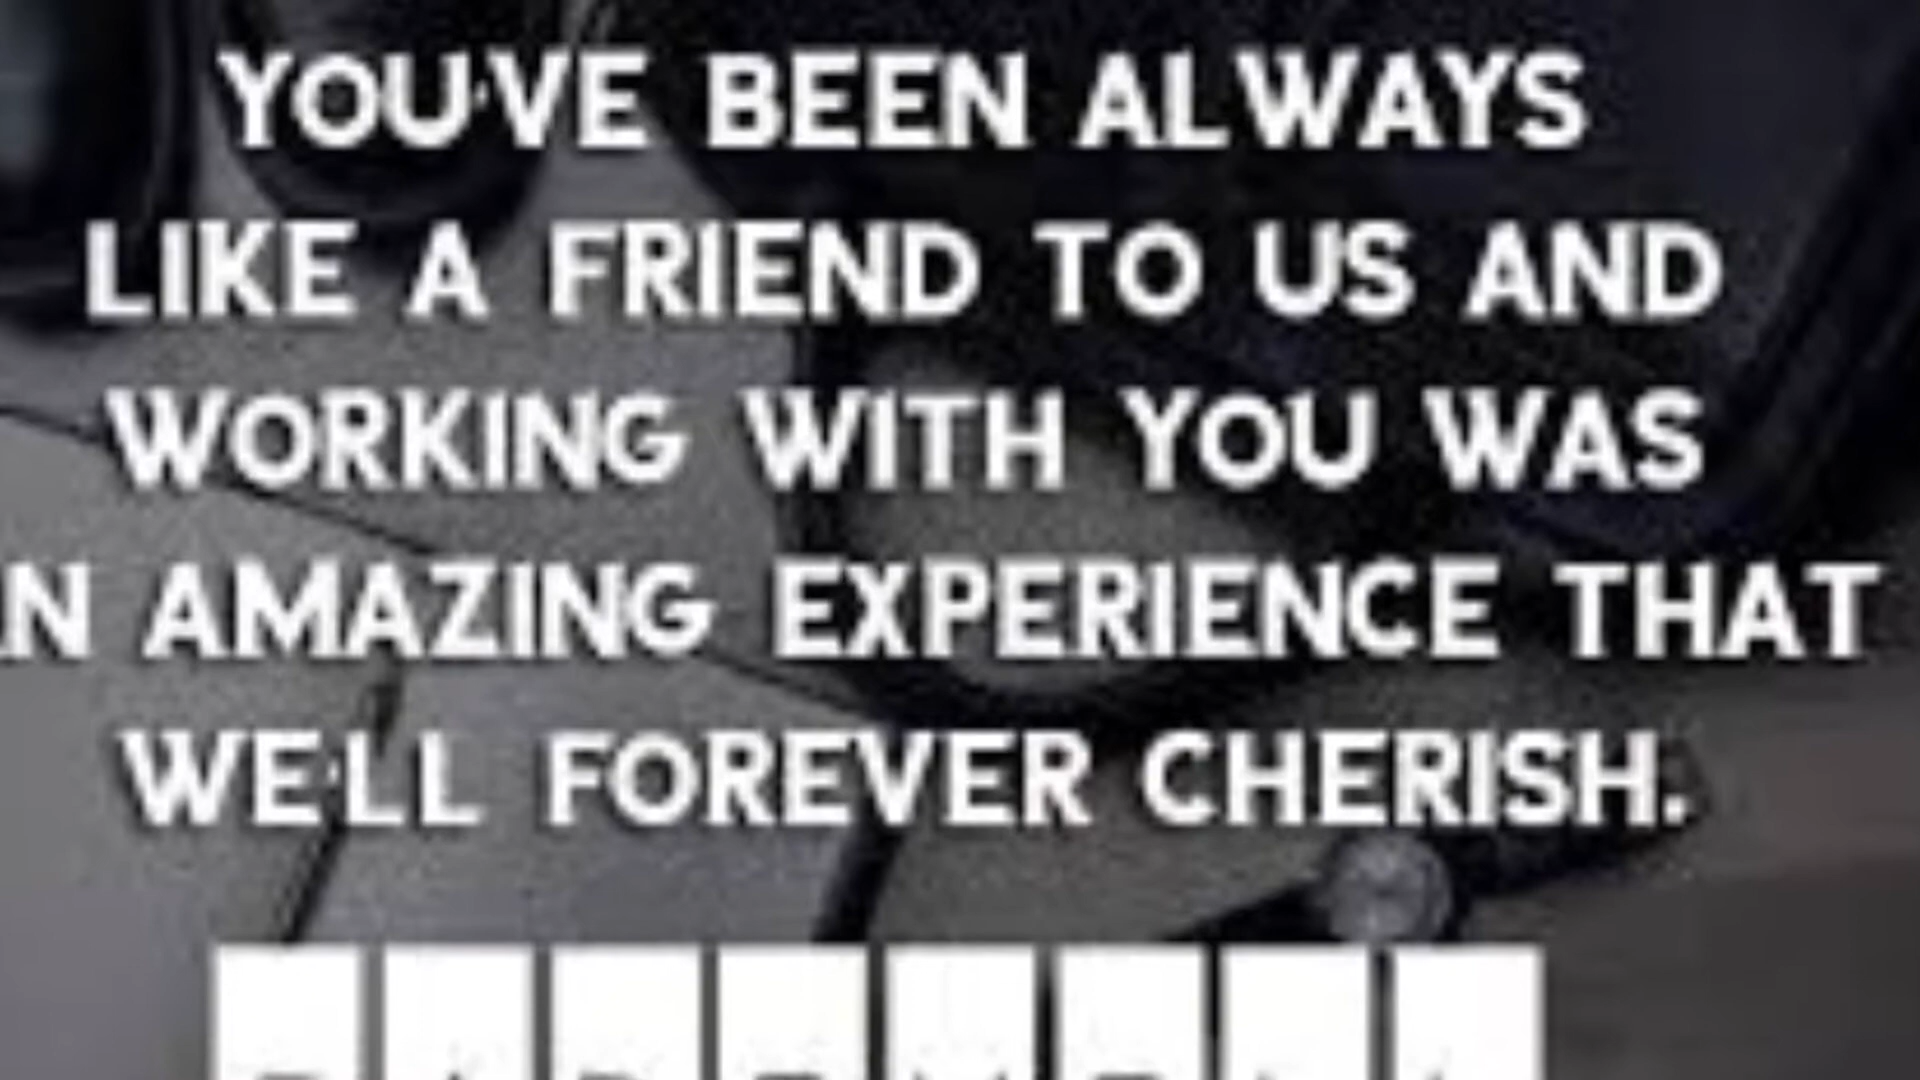 YOU'VE BEEN ALWAYS
LIKE A FRIEND TO US AND
WORKING WITH YOU WAS
AN AMAZING EXPERIENCE THAT
WE'LL FOREVER CHERISH.